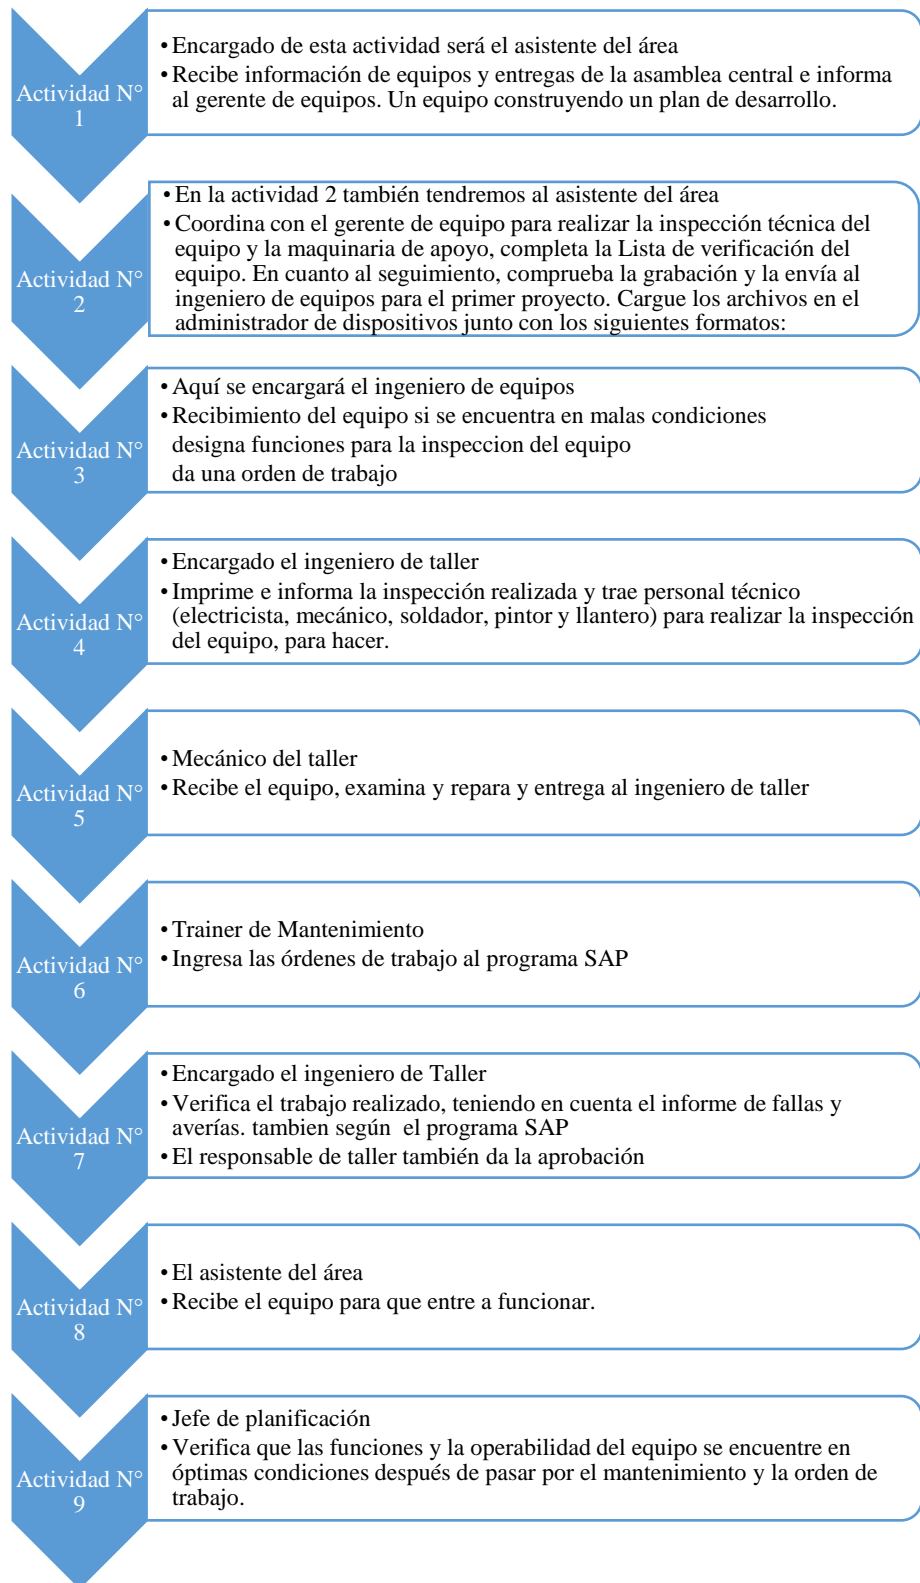 Actividad N°
1
• Encargado de esta actividad será el asistente del área
• Recibe información de equipos y entregas de la asamblea central e informa
al gerente de equipos. Un equipo construyendo un plan de desarrollo.
Actividad N°
2
• En la actividad 2 también tendremos al asistente del área
• Coordina con el gerente de equipo para realizar la inspección técnica del
equipo y la maquinaria de apoyo, completa la Lista de verificación del
equipo. En cuanto al seguimiento, comprueba la grabación y la envía al
ingeniero de equipos para el primer proyecto. Cargue los archivos en el
administrador de dispositivos junto con los siguientes formatos:
Actividad N°
3
• Aquí se encargará el ingeniero de equipos
• Recibimiento del equipo si se encuentra en malas condiciones
designa funciones para la inspeccion del equipo
da una orden de trabajo
Actividad N°
4
• Encargado el ingeniero de taller
• Imprime e informa la inspección realizada y trae personal técnico
(electricista, mecánico, soldador, pintor y llantero) para realizar la inspección
del equipo, para hacer.
Actividad N°
5
• Mecánico del taller
• Recibe el equipo, examina y repara y entrega al ingeniero de taller
Actividad N°
6
• Trainer de Mantenimiento
• Ingresa las órdenes de trabajo al programa SAP
Actividad N°
7
• Encargado el ingeniero de Taller
• Verifica el trabajo realizado, teniendo en cuenta el informe de fallas y
averías. tambien según el programa SAP
• El responsable de taller también da la aprobación
Actividad N°
8
• El asistente del área
• Recibe el equipo para que entre a funcionar.
Actividad N°
9
• Jefe de planificación
• Verifica que las funciones y la operabilidad del equipo se encuentre en
óptimas condiciones después de pasar por el mantenimiento y la orden de
trabajo.